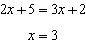 2x + 5 = 3x + 2
x = 3